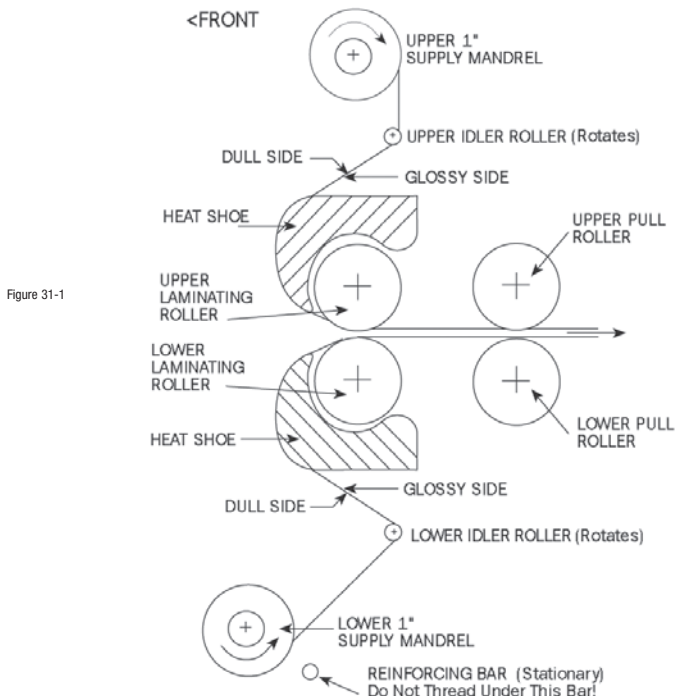 <FRONT
UPPER 1"
SUPPLY MANDREL
UPPER IDLER ROLLER (Rotates)
DULL SIDE
GLOSSY SIDE
HEAT SHOE
UPPER PULL
ROLLER
Figure 31-1
UPPER
LAMINATING
ROLLER
LOWER
LAMINATING
ROLLER
HEAT SHOE
LOWER PULL
ROLLER
GLOSSY SIDE
DULL SIDE
LOWER IDLER ROLLER (Rotates)
LOWER 1"
SUPPLY MANDREL
REINFORCING BAR (Stationary)
Do Not Thread Under This Bar!